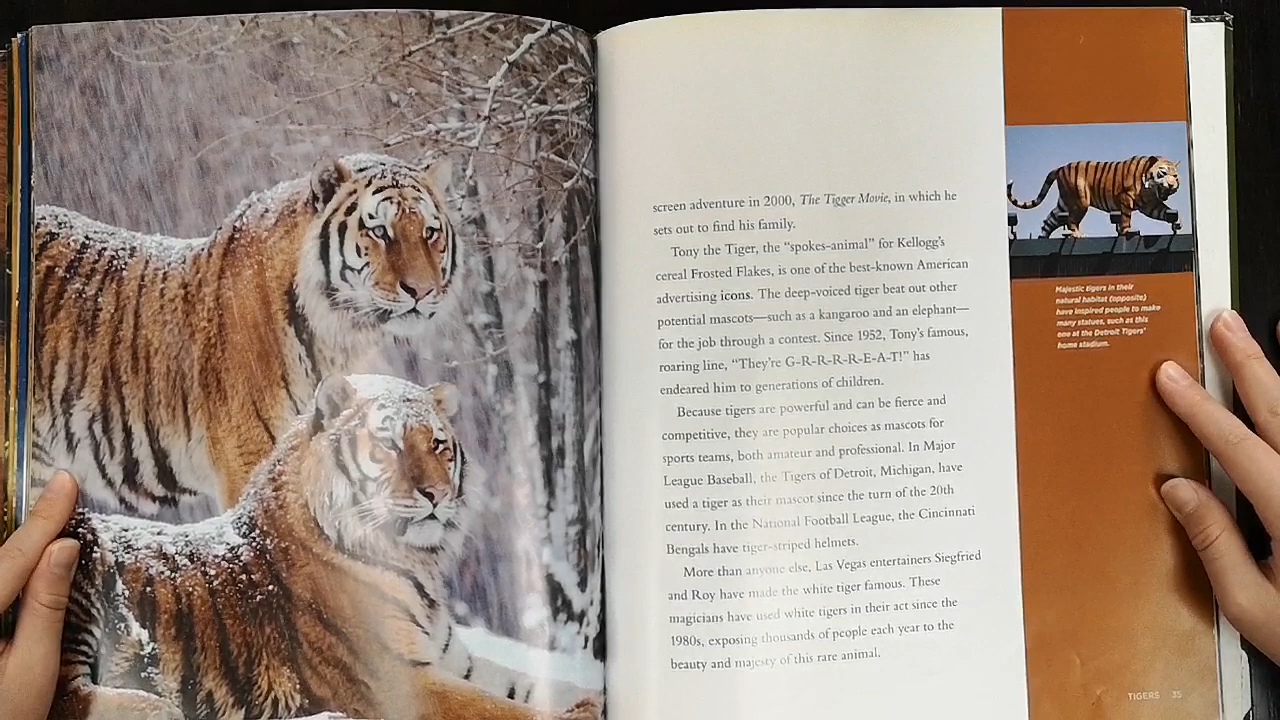 screen adventure in 2000, The Tigger Movie, in which he
sets out to find his family.
Tony the Tiger, the “spokes-animal” for Kellogg’s
cereal Frosted Flakes, is one of the best-known American
advertising icons. The deep-voiced tiger beat out other
potential mascots—such as a kangaroo and an elephant—
for the job through a contest. Since 1952, Tony’s famous,
roaring line, “They’re G-R-R-R-R-E-A-T!” has
endeared him to generations of children.
Because tigers are powerful and can be fierce and
competitive, they are popular choices as mascots for
sports teams, both amateur and professional. In Major
League Baseball, the Tigers of Detroit, Michigan, have
used a tiger as their mascot since the turn of the 20th
century. In the National Football League, the Cincinnati
Bengals have tiger-striped helmets.
More than anyone else, Las Vegas entertainers Siegfried
and Roy have made the white tiger famous. These
magicians have used white tigers in their act since the
1980s, exposing thousands of people each year to the
beauty and majesty of this rare animal.
Majestic tigers in their
natural habitat (opposite)
have inspired people to make
many statues, such as this
one at the Detroit Tigers’
home stadium.
TIGERS 35